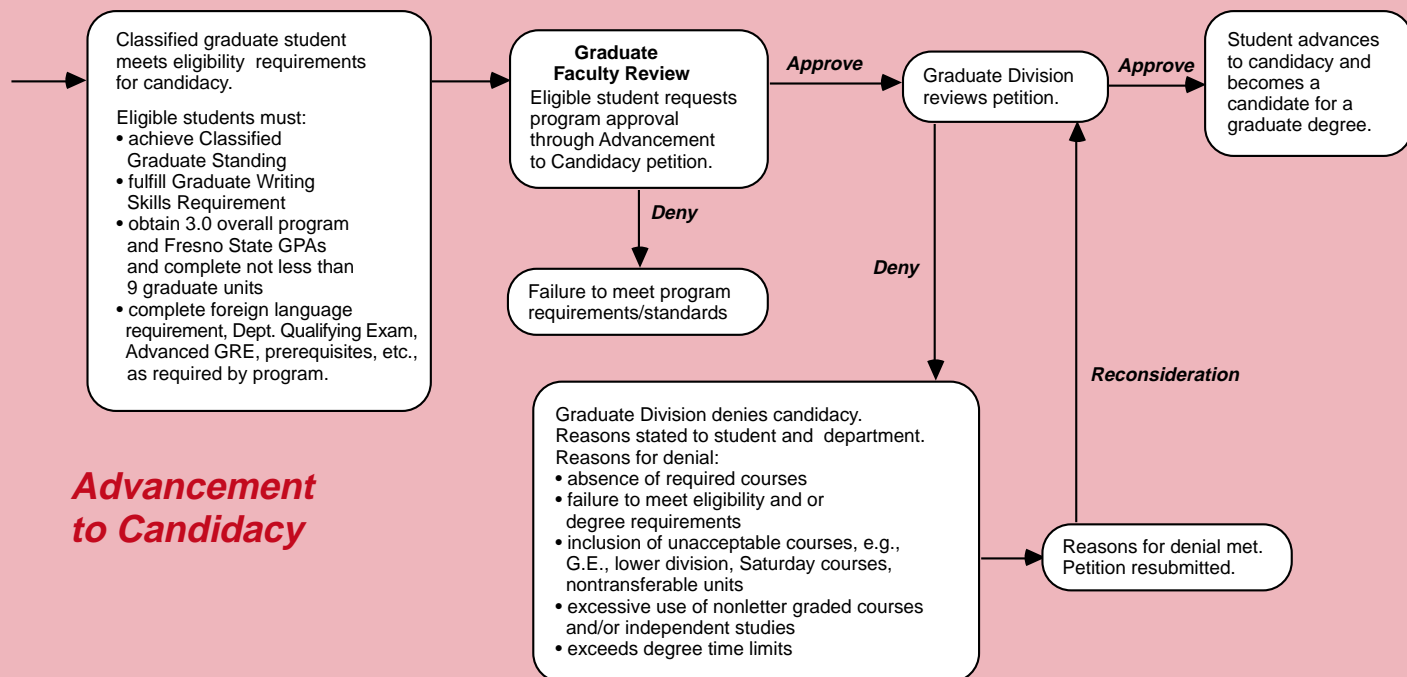 Classified graduate student
meets eligibility requirements
for candidacy.
Eligible students must:
• achieve Classified
Graduate Standing
• fulfill Graduate Writing
Skills Requirement
• obtain 3.0 overall program
and Fresno State GPAs
and complete not less than
9 graduate units
• complete foreign language
requirement, Dept. Qualifying Exam,
Advanced GRE, prerequisites, etc.,
as required by program.
Graduate
Faculty Review
Eligible student requests
program approval
through Advancement
to Candidacy petition.
Approve
Graduate Division
reviews petition.
Approve
Student advances
to candidacy and
becomes a
candidate for a
graduate degree.
Deny
Failure to meet program
requirements/standards
Deny
Graduate Division denies candidacy.
Reasons stated to student and department.
Reasons for denial:
• absence of required courses
• failure to meet eligibility and or
degree requirements
• inclusion of unacceptable courses, e.g.,
G.E., lower division, Saturday courses,
nontransferable units
• excessive use of nonletter graded courses
and/or independent studies
• exceeds degree time limits
Reasons for denial met.
Petition resubmitted.
Reconsideration
Advancement
to Candidacy